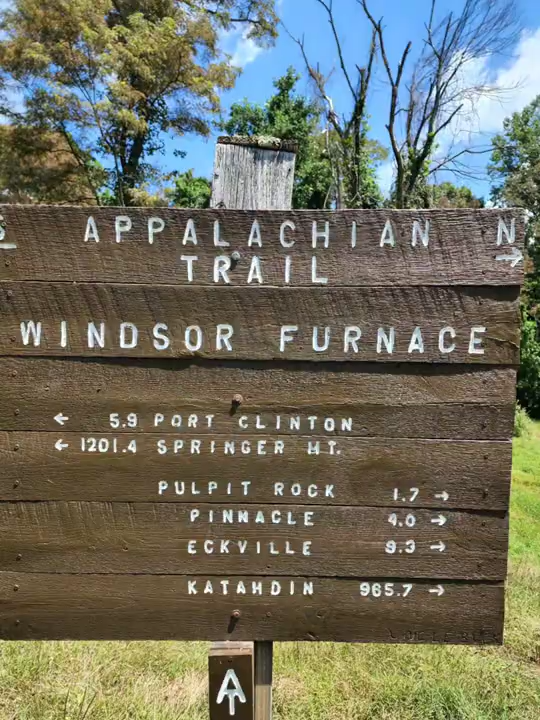 APPALACHIAN N
TRAIL →
WINDSOR FURNACE
← 5.9 PORT CLINTON
← 1201.4 SPRINGER MT.
PULPIT ROCK 1.7 →
PINNACLE 4.0 →
ECKVILLE 9.3 →
KATAHDIN 965.7 →
AT